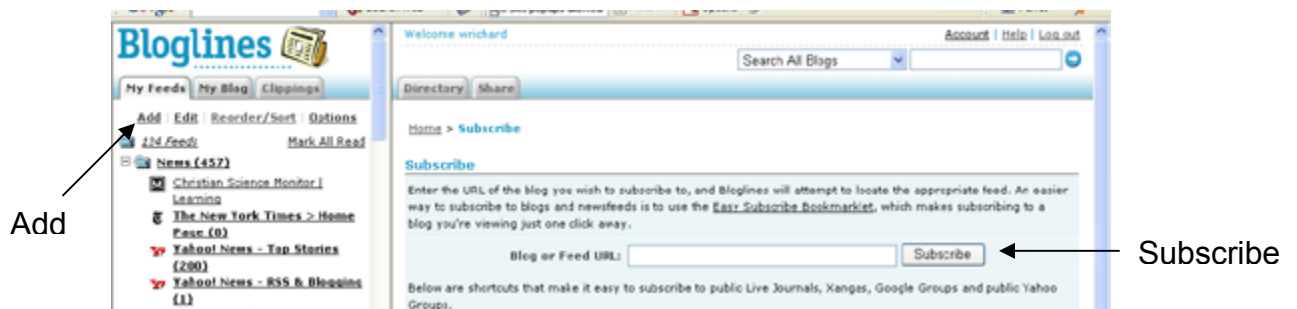 Bloglines
My Feeds My Blog Clippings
Add | Edit | Reorder/Sort | Options
124 Feeds Mark All Read
News (457)
Christian Science Monitor |
Learning
The New York Times > Home
Page (0)
Yahoo! News - Top Stories
(200)
Yahoo! News - RSS & Blogging
(1)
Add
Welcome wrichard
Account | Help | Log out
Search All Blogs
Directory Share
Home > Subscribe
Subscribe
Enter the URL of the blog you wish to subscribe to, and Bloglines will attempt to locate the appropriate feed. An easier
way to subscribe to blogs and newsfeeds is to use the Easy Subscribe Bookmarklet, which makes subscribing to a
blog you're viewing just one click away.
Blog or Feed URL: Subscribe
Below are shortcuts that make it easy to subscribe to public Live Journals, Xangas, Google Groups and public Yahoo
Groups.
Subscribe